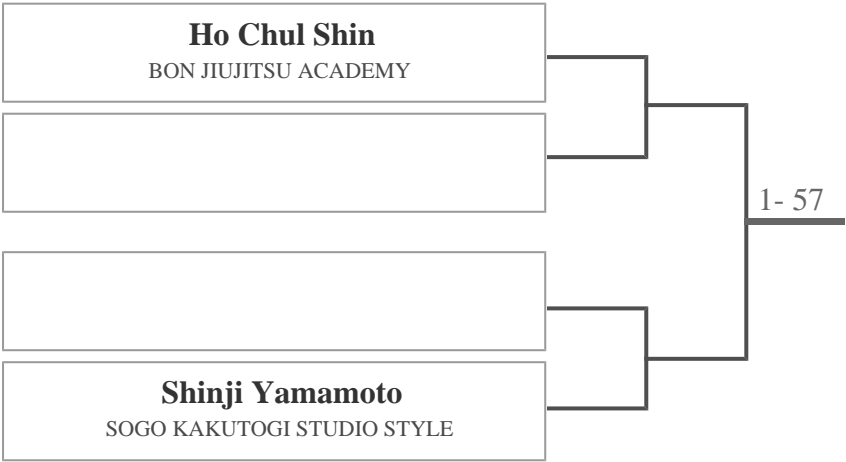 Ho Chul Shin
BON JIUJITSU ACADEMY
1- 57
Shinji Yamamoto
SOGO KAKUTOGI STUDIO STYLE